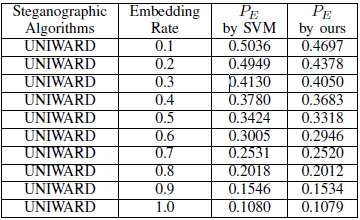 Steganographic Embedding P_E P_E
Algorithms Rate by SVM by ours
UNIWARD 0.1 0.5036 0.4697
UNIWARD 0.2 0.4949 0.4378
UNIWARD 0.3 0.4130 0.4050
UNIWARD 0.4 0.3780 0.3683
UNIWARD 0.5 0.3424 0.3318
UNIWARD 0.6 0.3005 0.2946
UNIWARD 0.7 0.2531 0.2520
UNIWARD 0.8 0.2018 0.2012
UNIWARD 0.9 0.1546 0.1534
UNIWARD 1.0 0.1080 0.1079